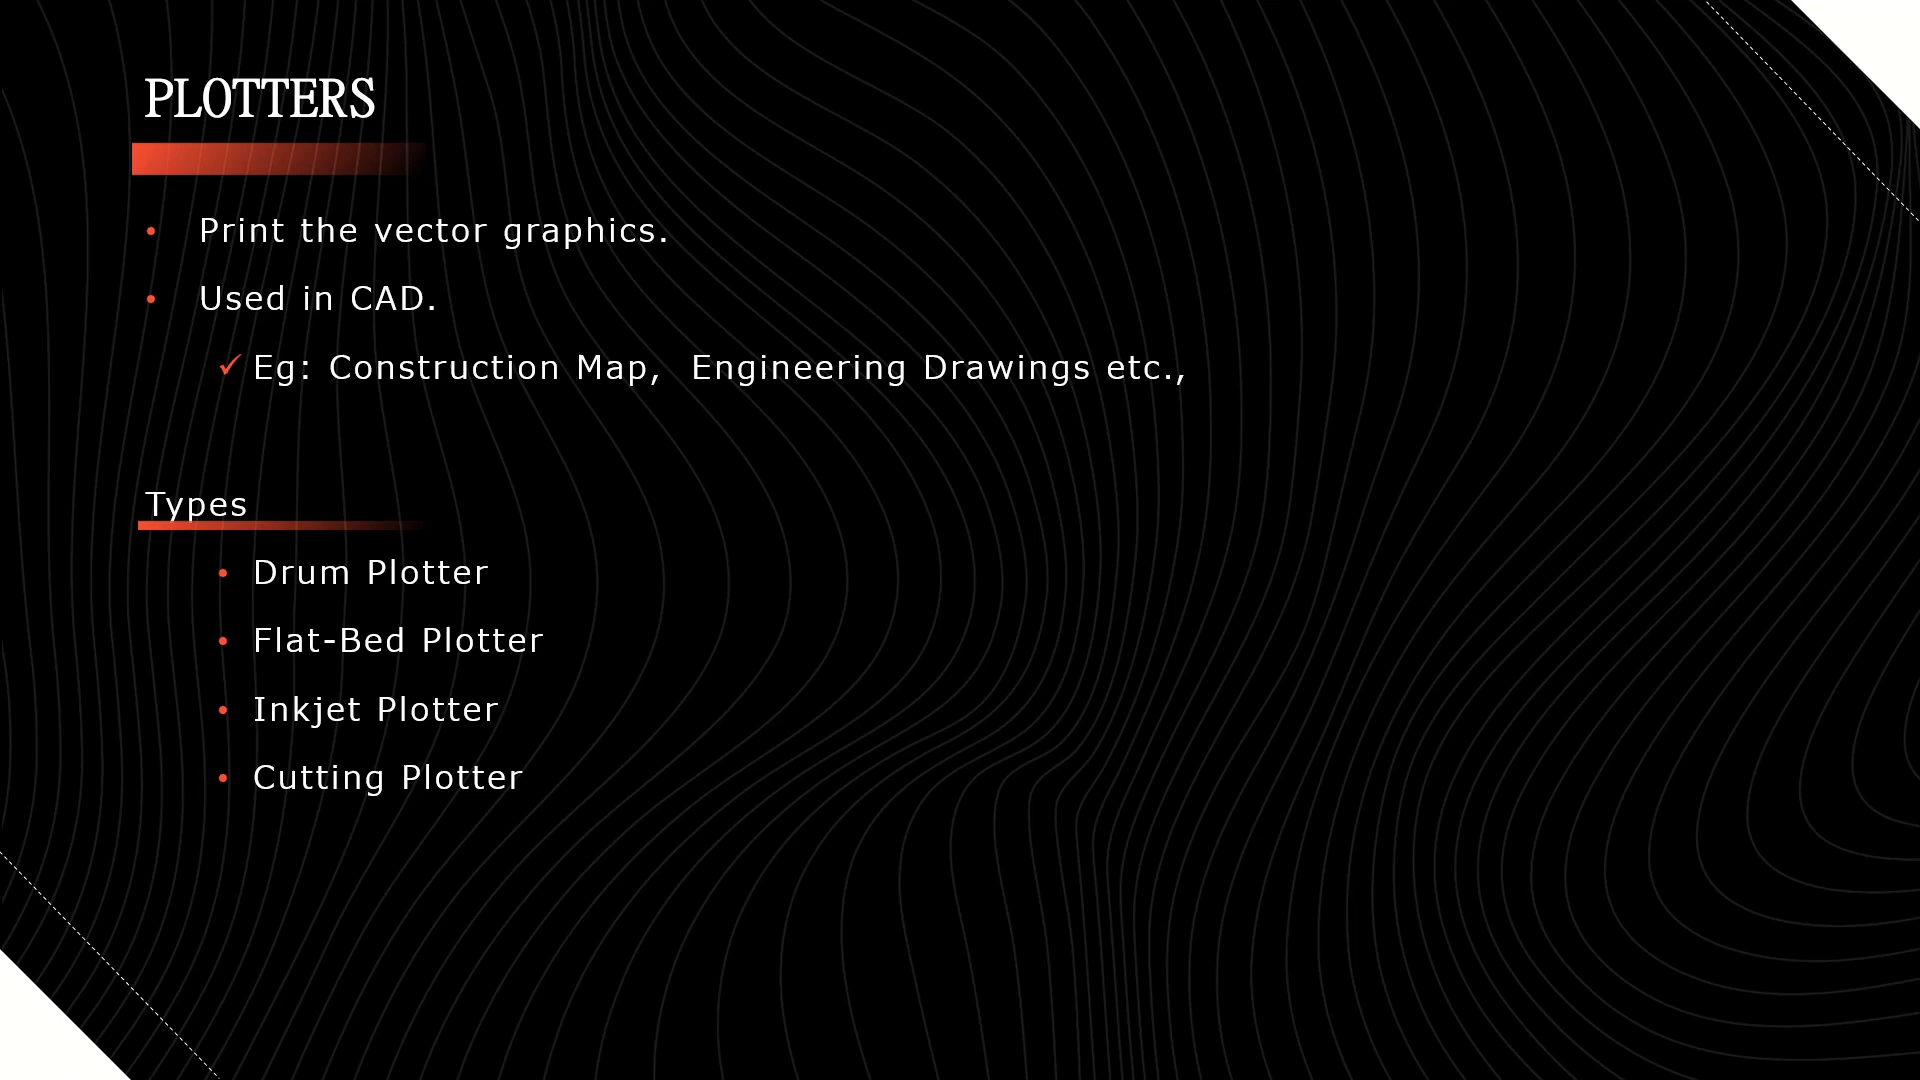 PLOTTERS
• Print the vector graphics.
• Used in CAD.
✓ Eg: Construction Map,  Engineering Drawings etc.,
Types
• Drum Plotter
• Flat-Bed Plotter
• Inkjet Plotter
• Cutting Plotter